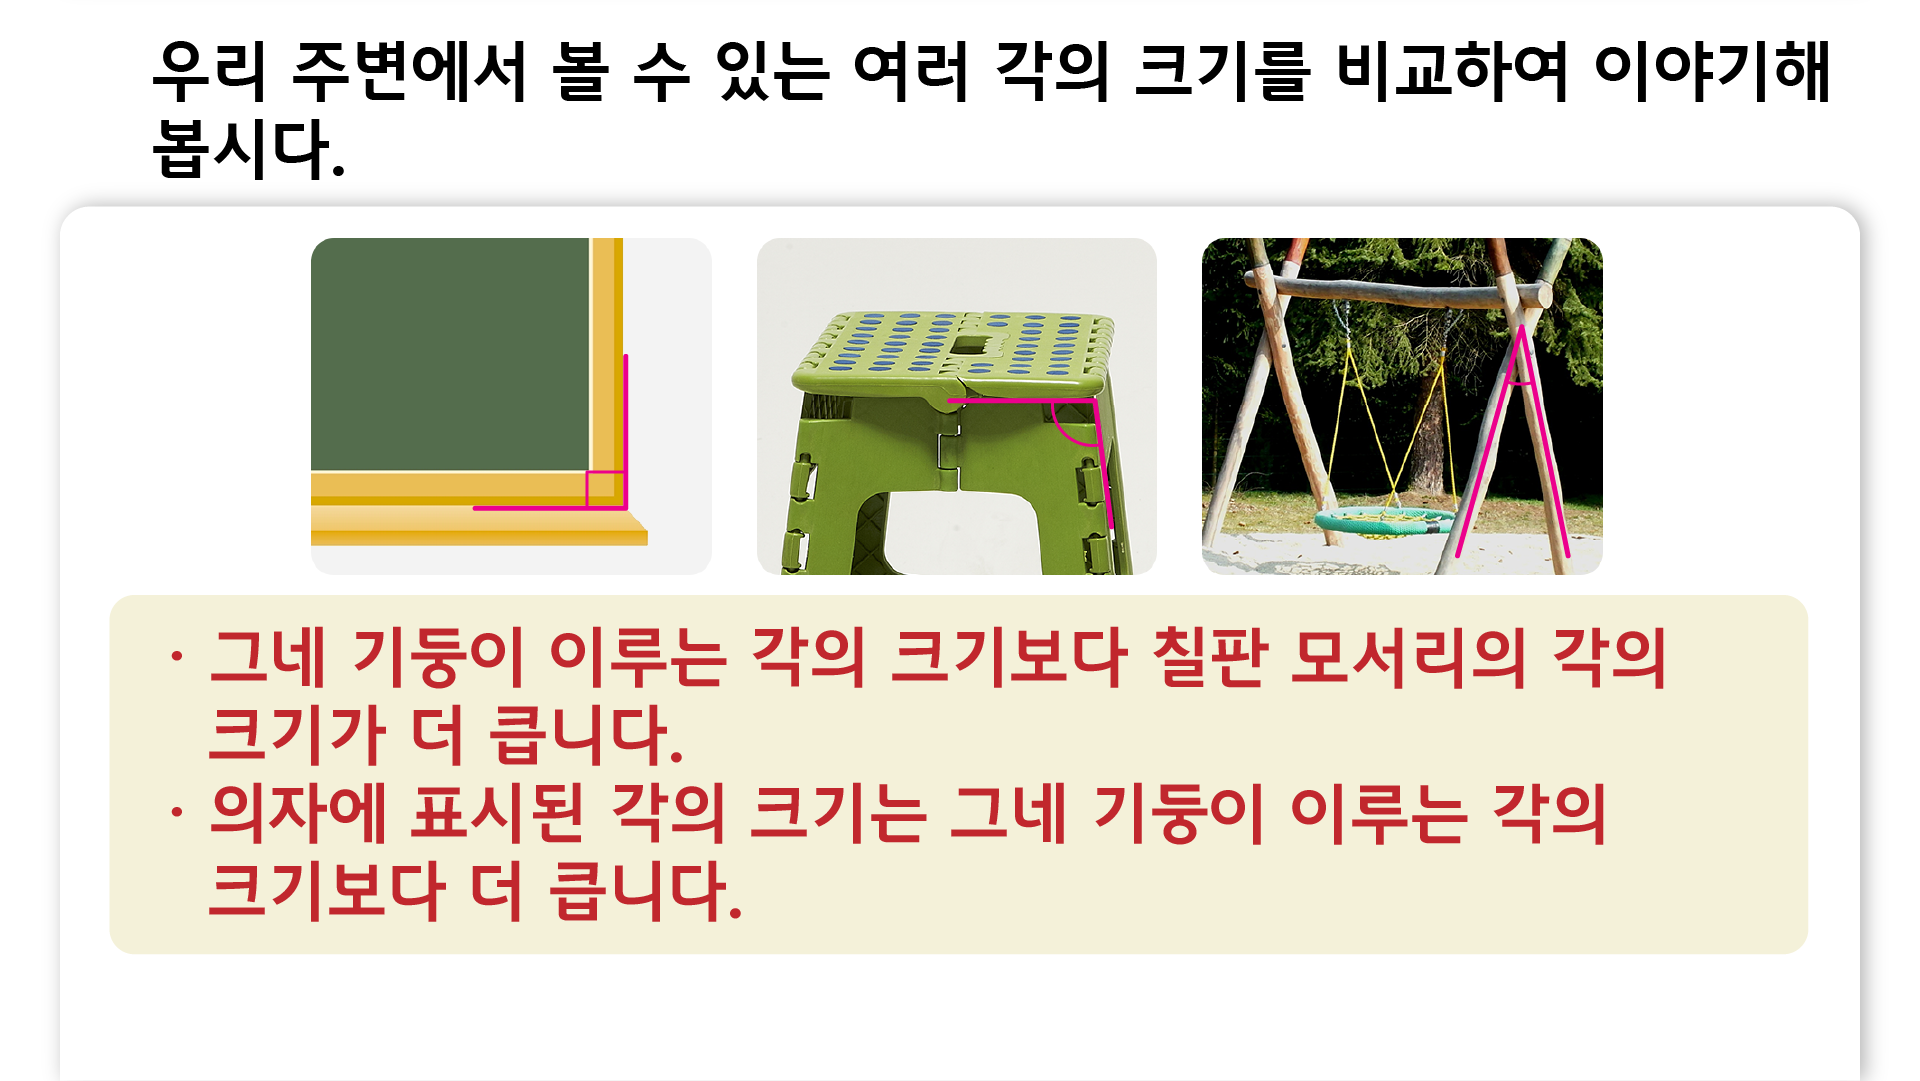 우리 주변에서 볼 수 있는 여러 각의 크기를 비교하여 이야기해
봅시다.
· 그네 기둥이 이루는 각의 크기보다 칠판 모서리의 각의
크기가 더 큽니다.
· 의자에 표시된 각의 크기는 그네 기둥이 이루는 각의
크기보다 더 큽니다.